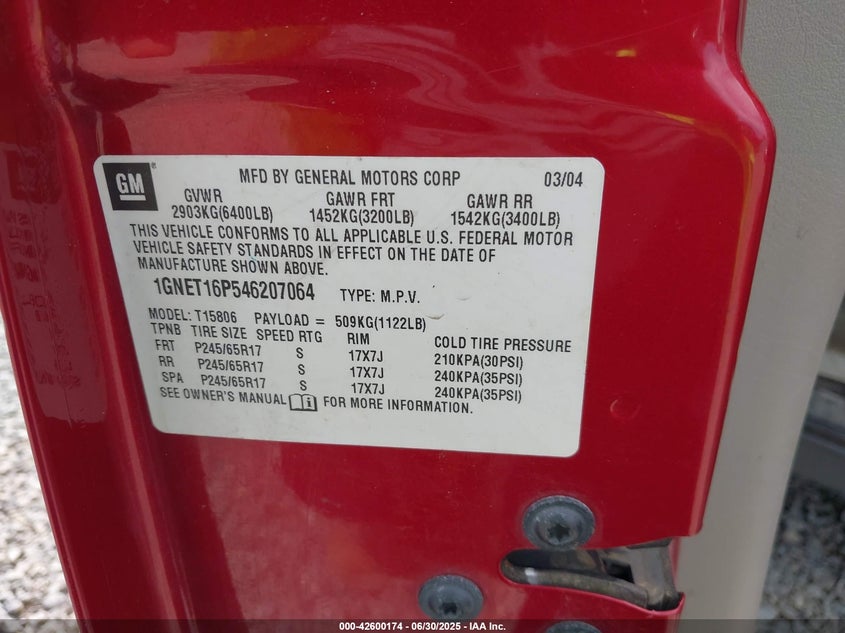 GM
MFD BY GENERAL MOTORS CORP 03/04
GVWR GAWR FRT GAWR RR
2903KG(6400LB) 1452KG(3200LB) 1542KG(3400LB)
THIS VEHICLE CONFORMS TO ALL APPLICABLE U.S. FEDERAL MOTOR
VEHICLE SAFETY STANDARDS IN EFFECT ON THE DATE OF
MANUFACTURE SHOWN ABOVE.
1GNET16P546207064 TYPE: M.P.V.
MODEL: T15806 PAYLOAD = 509KG(1122LB)
TPNB TIRE SIZE SPEED RTG RIM COLD TIRE PRESSURE
FRT P245/65R17 S 17X7J 210KPA(30PSI)
RR P245/65R17 S 17X7J 240KPA(35PSI)
SPA P245/65R17 S 17X7J 240KPA(35PSI)
SEE OWNER'S MANUAL FOR MORE INFORMATION.
000-42600174 - 06/30/2025 - IAA Inc.